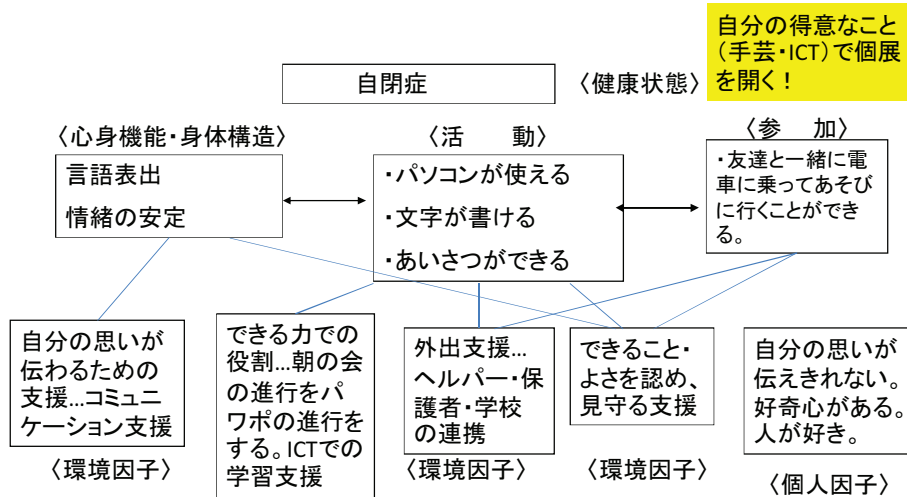 自分の得意なこと
(手芸・ICT)で個展
を開く!
自閉症
〈健康状態〉
〈心身機能・身体構造〉
言語表出
情緒の安定
〈活　動〉
・パソコンが使える
・文字が書ける
・あいさつができる
〈参　加〉
・友達と一緒に電
車に乗ってあそび
に行くことができ
る。
自分の思いが
伝わるための
支援…コミュニ
ケーション支援
〈環境因子〉
できる力での
役割…朝の会
の進行をパ
ワポの進行を
する。ICTでの
学習支援
外出支援…
ヘルパー・保
護者・学校
の連携
〈環境因子〉
できること・
よさを認め、
見守る支援
〈環境因子〉
自分の思いが
伝えきれない。
好奇心がある。
人が好き。
〈個人因子〉